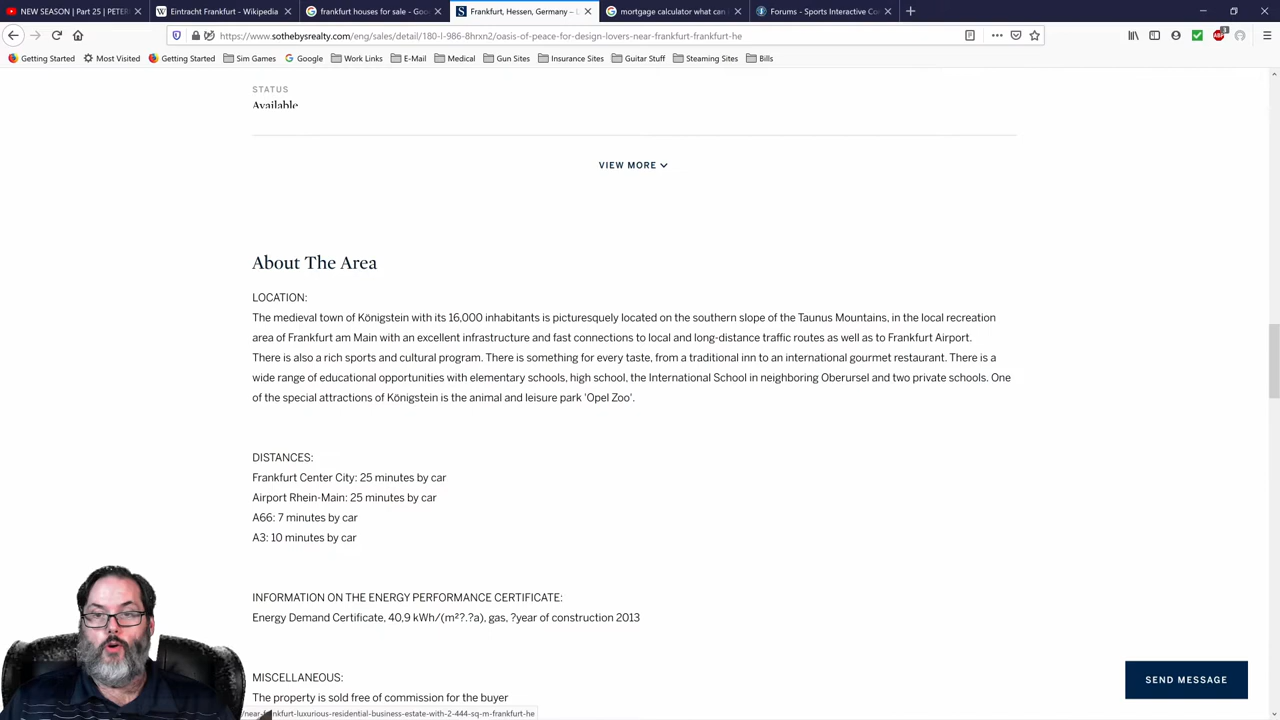 NEW SEASON | Part 25 | PETER
Eintracht Frankfurt - Wikipedia
frankfurt houses for sale - Goo
Frankfurt, Hessen, Germany – L
mortgage calculator what can i
Forums - Sports Interactive Co
https://www.sothebysrealty.com/eng/sales/detail/180-l-986-8hrxn2/oasis-of-peace-for-design-lovers-near-frankfurt-frankfurt-he
Getting Started
Most Visited
Getting Started
Sim Games
Google
Work Links
E-Mail
Medical
Gun Sites
Insurance Sites
Guitar Stuff
Steaming Sites
Bills
STATUS
Available
VIEW MORE
About The Area
LOCATION:
The medieval town of Königstein with its 16,000 inhabitants is picturesquely located on the southern slope of the Taunus Mountains, in the local recreation
area of Frankfurt am Main with an excellent infrastructure and fast connections to local and long-distance traffic routes as well as to Frankfurt Airport.
There is also a rich sports and cultural program. There is something for every taste, from a traditional inn to an international gourmet restaurant. There is a
wide range of educational opportunities with elementary schools, high school, the International School in neighboring Oberursel and two private schools. One
of the special attractions of Königstein is the animal and leisure park 'Opel Zoo'.
DISTANCES:
Frankfurt Center City: 25 minutes by car
Airport Rhein-Main: 25 minutes by car
A66: 7 minutes by car
A3: 10 minutes by car
INFORMATION ON THE ENERGY PERFORMANCE CERTIFICATE:
Energy Demand Certificate, 40,9 kWh/(m²?.?a), gas, ?year of construction 2013
MISCELLANEOUS:
The property is sold free of commission for the buyer
/near-frankfurt-luxurious-residential-business-estate-with-2-444-sq-m-frankfurt-he
SEND MESSAGE